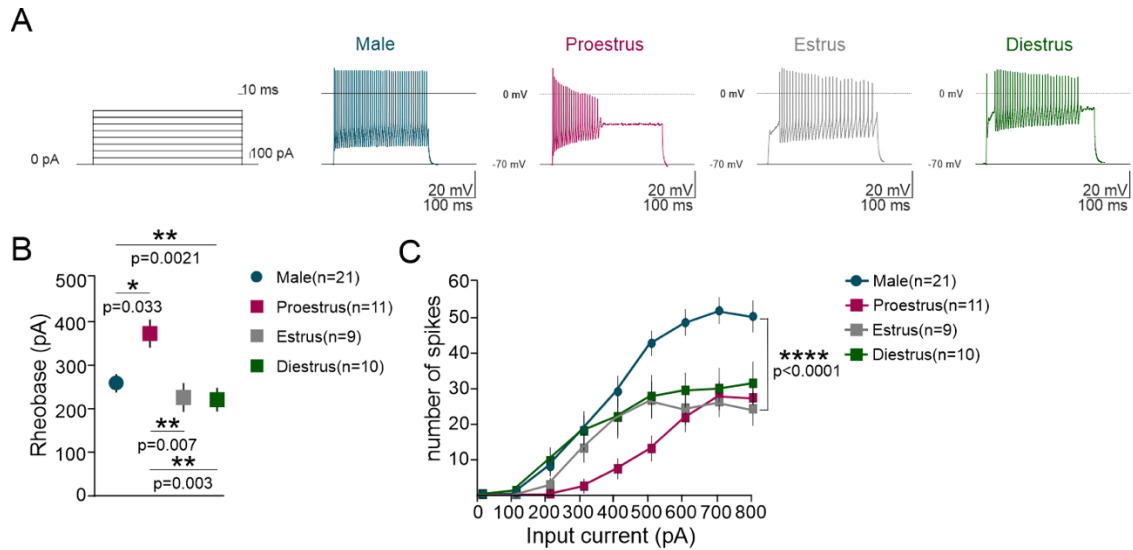 A
Male
Proestrus
Estrus
Diestrus
10 ms
0 pA
100 pA
0 mV
-70 mV
0 mV
-70 mV
0 mV
-70 mV
20 mV
100 ms
20 mV
100 ms
20 mV
100 ms
20 mV
100 ms
B
**
p=0.0021
*
p=0.033
**
p=0.007
**
p=0.003
Rheobase (pA)
500
400
300
200
100
0
Male(n=21)
Proestrus(n=11)
Estrus(n=9)
Diestrus(n=10)
C
number of spikes
60
50
40
30
20
10
0 100 200 300 400 500 600 700 800
Input current (pA)
****
p<0.0001
Male(n=21)
Proestrus(n=11)
Estrus(n=9)
Diestrus(n=10)